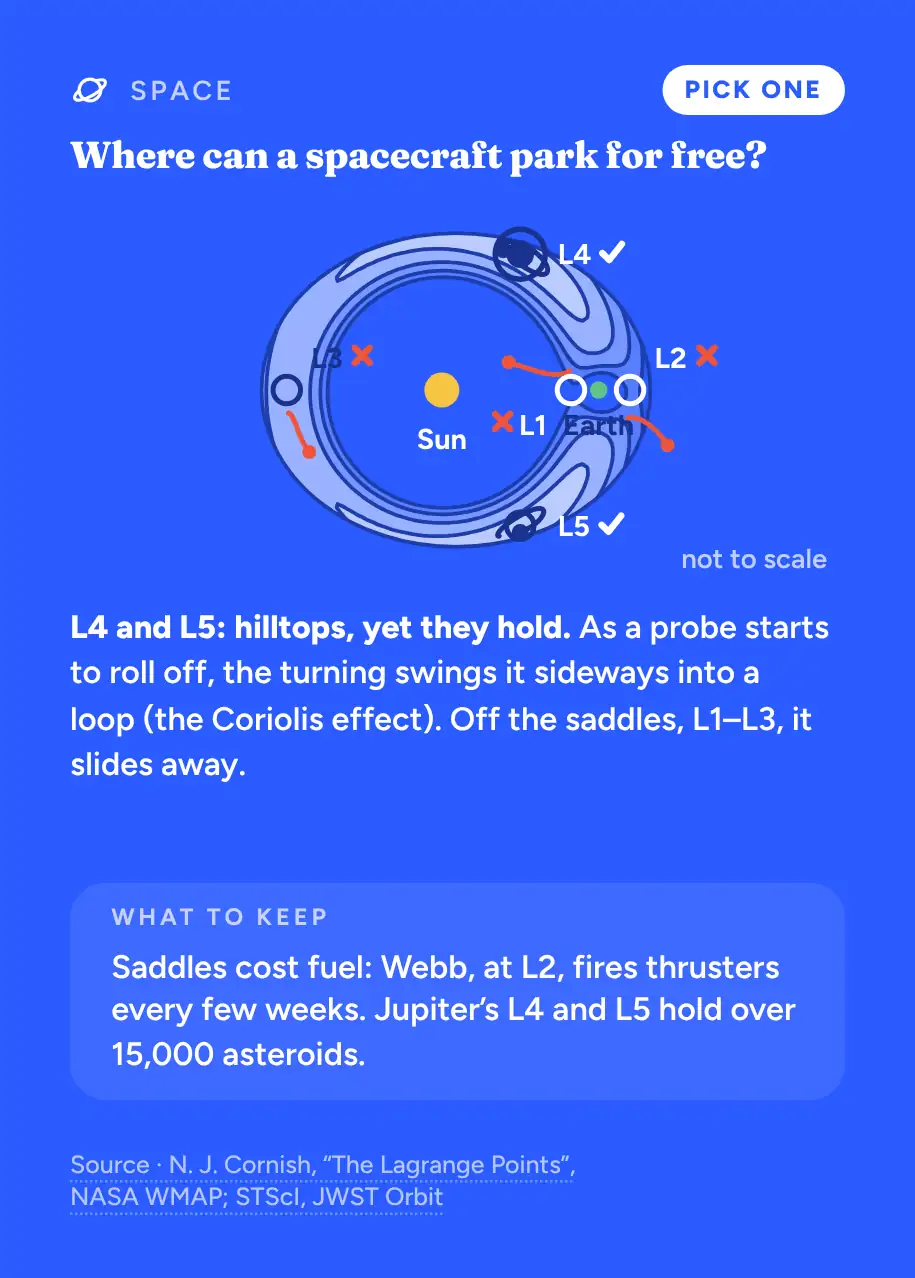 SPACE
PICK ONE
Where can a spacecraft park for free?
L4
L3
L2
L1
Earth
Sun
L5
not to scale
L4 and L5: hilltops, yet they hold. As a probe starts
to roll off, the turning swings it sideways into a
loop (the Coriolis effect). Off the saddles, L1–L3, it
slides away.
WHAT TO KEEP
Saddles cost fuel: Webb, at L2, fires thrusters
every few weeks. Jupiter’s L4 and L5 hold over
15,000 asteroids.
Source · N. J. Cornish, “The Lagrange Points”,
NASA WMAP; STScI, JWST Orbit